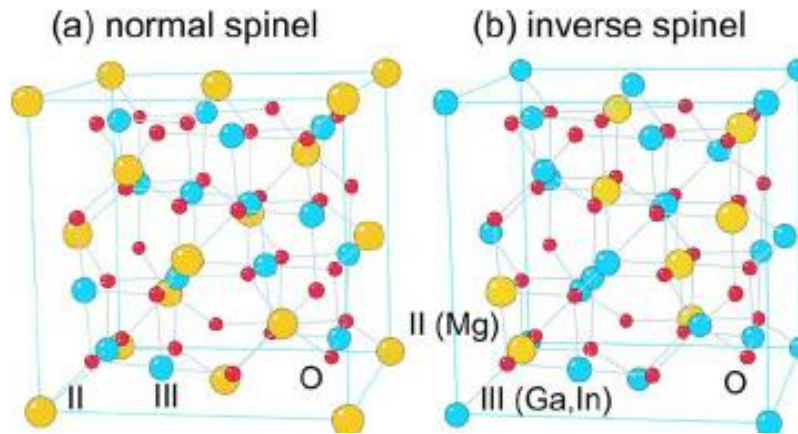 (a) normal spinel
(b) inverse spinel
II
III
O
II (Mg)
III (Ga,In)
O